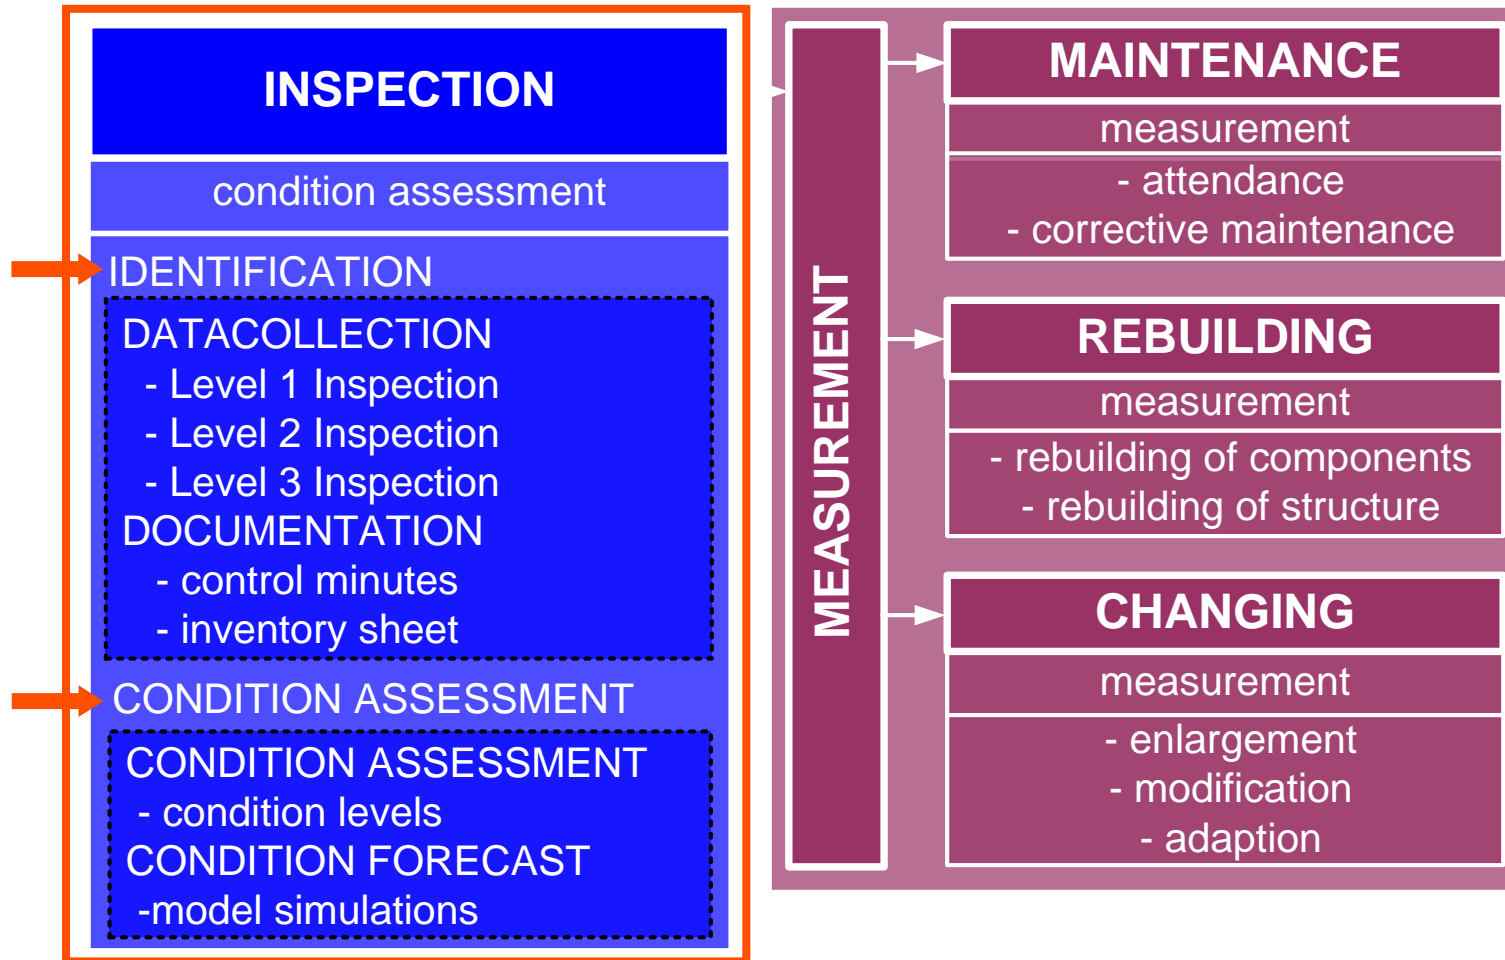 INSPECTION
condition assessment
IDENTIFICATION
DATACOLLECTION
- Level 1 Inspection
- Level 2 Inspection
- Level 3 Inspection
DOCUMENTATION
- control minutes
- inventory sheet
CONDITION ASSESSMENT
CONDITION ASSESSMENT
- condition levels
CONDITION FORECAST
-model simulations
MEASUREMENT
MAINTENANCE
measurement
- attendance
- corrective maintenance
REBUILDING
measurement
- rebuilding of components
- rebuilding of structure
CHANGING
measurement
- enlargement
- modification
- adaption